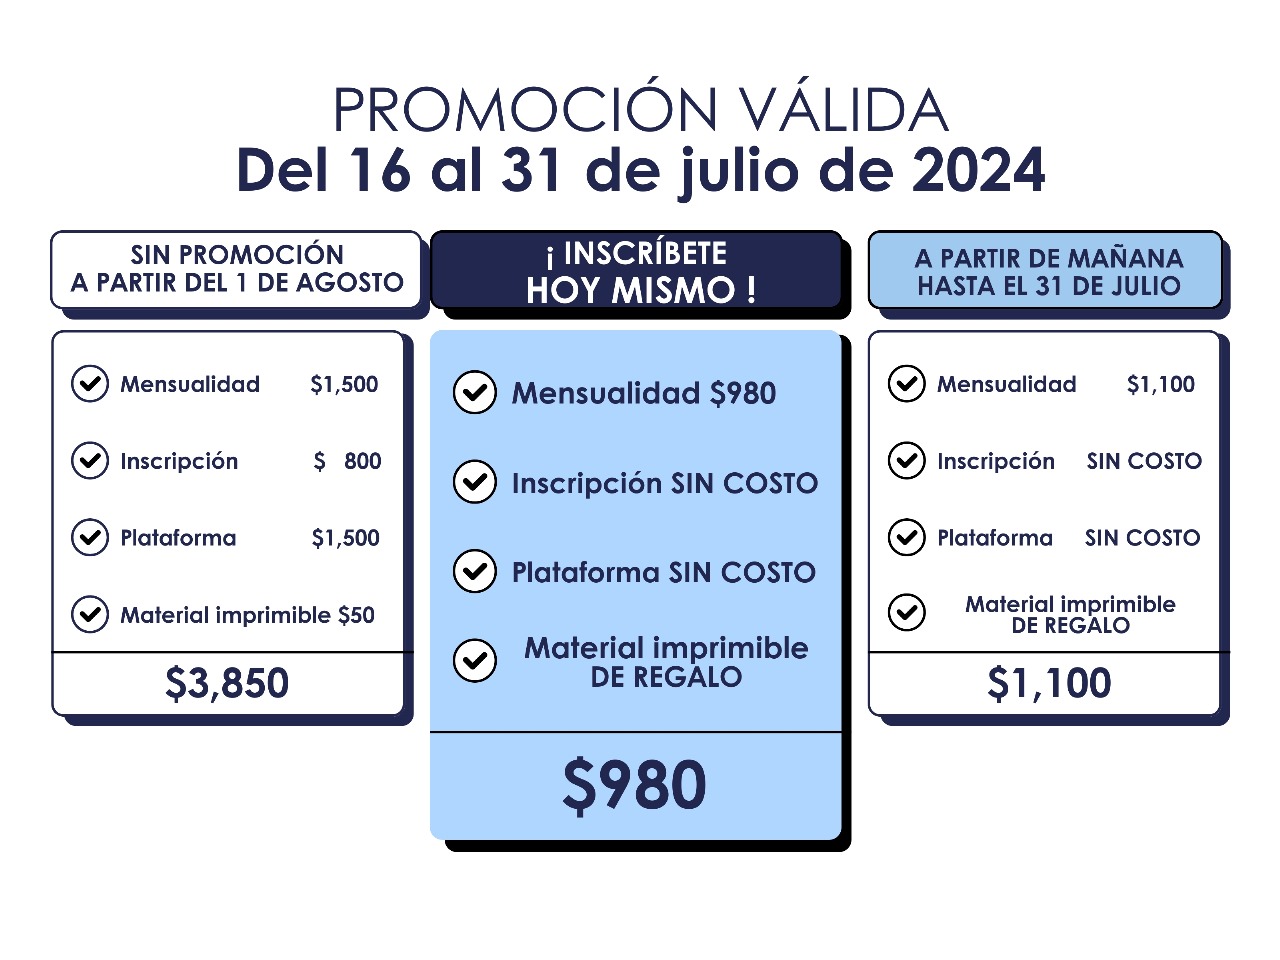 PROMOCIÓN VÁLIDA
Del 16 al 31 de julio de 2024
SIN PROMOCIÓN
A PARTIR DEL 1 DE AGOSTO
Mensualidad $1,500
Inscripción $ 800
Plataforma $1,500
Material imprimible $50
$3,850
¡ INSCRÍBETE
HOY MISMO !
Mensualidad $980
Inscripción SIN COSTO
Plataforma SIN COSTO
Material imprimible
DE REGALO
$980
A PARTIR DE MAÑANA
HASTA EL 31 DE JULIO
Mensualidad $1,100
Inscripción SIN COSTO
Plataforma SIN COSTO
Material imprimible
DE REGALO
$1,100